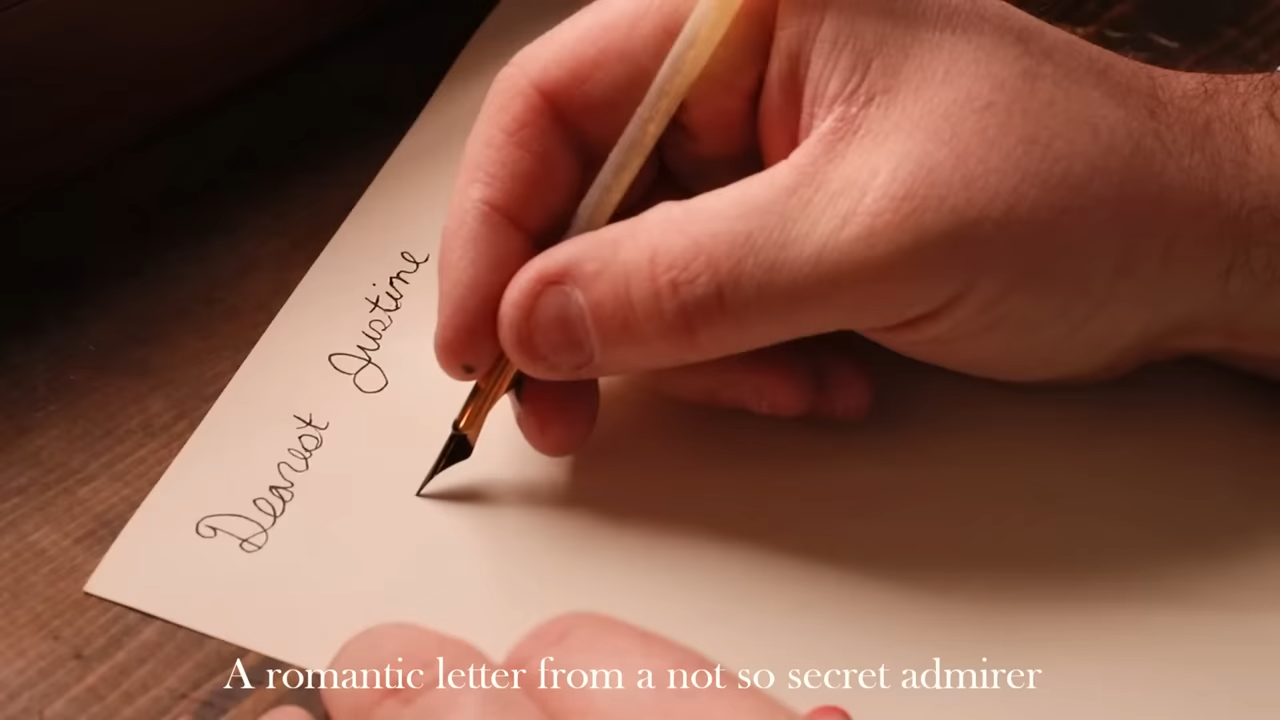 Dearest Justine
A romantic letter from a not so secret admirer